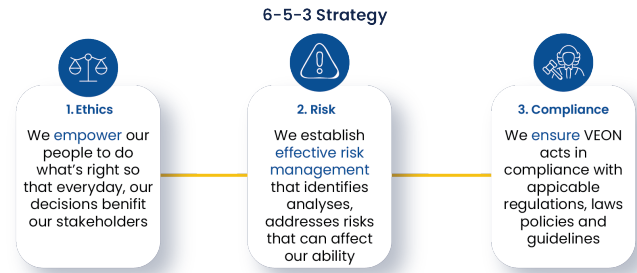 6-5-3 Strategy
1. Ethics
We empower our
people to do
what's right so
that everyday, our
decisions benifit
our stakeholders
2. Risk
We establish
effective risk
management
that identifies
analyses,
addresses risks
that can affect
our ability
3. Compliance
We ensure VEON
acts in
compliance with
appicable
regulations, laws
policies and
guidelines